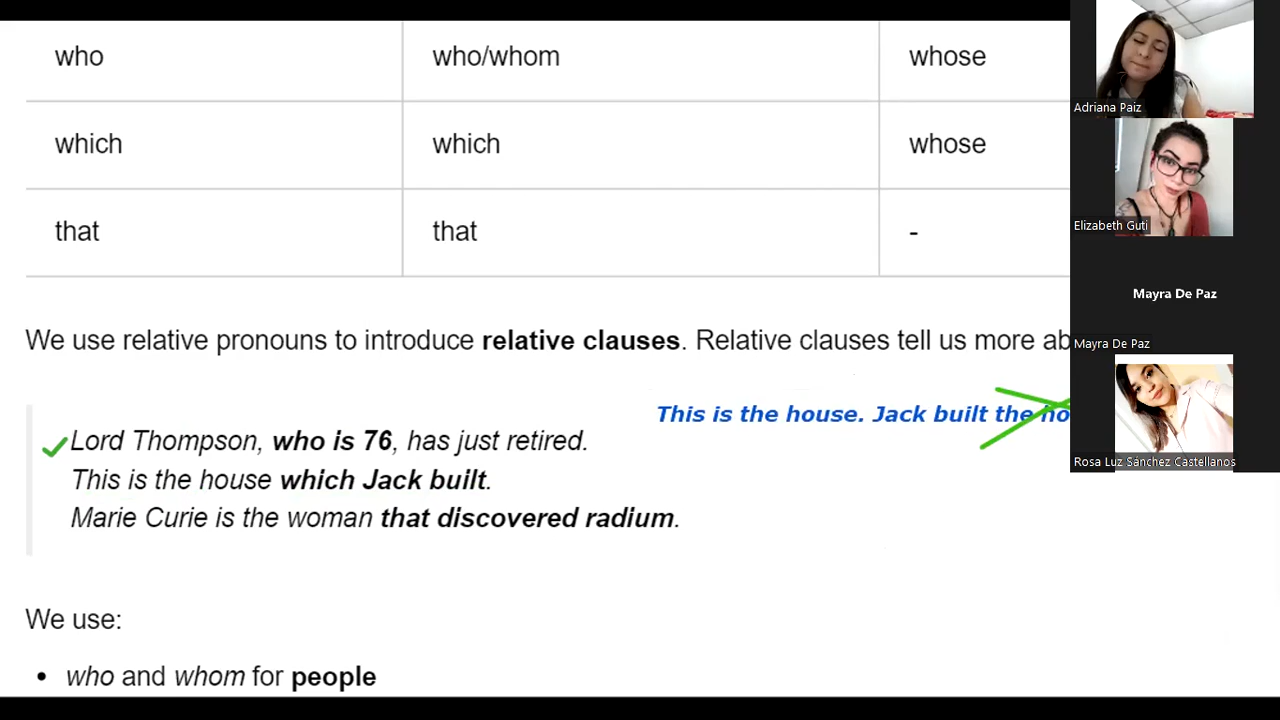 who who/whom whose
which which whose
that that -
We use relative pronouns to introduce relative clauses. Relative clauses tell us more
This is the house. Jack built the
Lord Thompson, who is 76, has just retired.
This is the house which Jack built.
Marie Curie is the woman that discovered radium.
We use:
• who and whom for people
Adriana Paiz
Elizabeth Guti
Mayra De Paz
Mayra De Paz
Rosa Luz Sánchez Castellanos